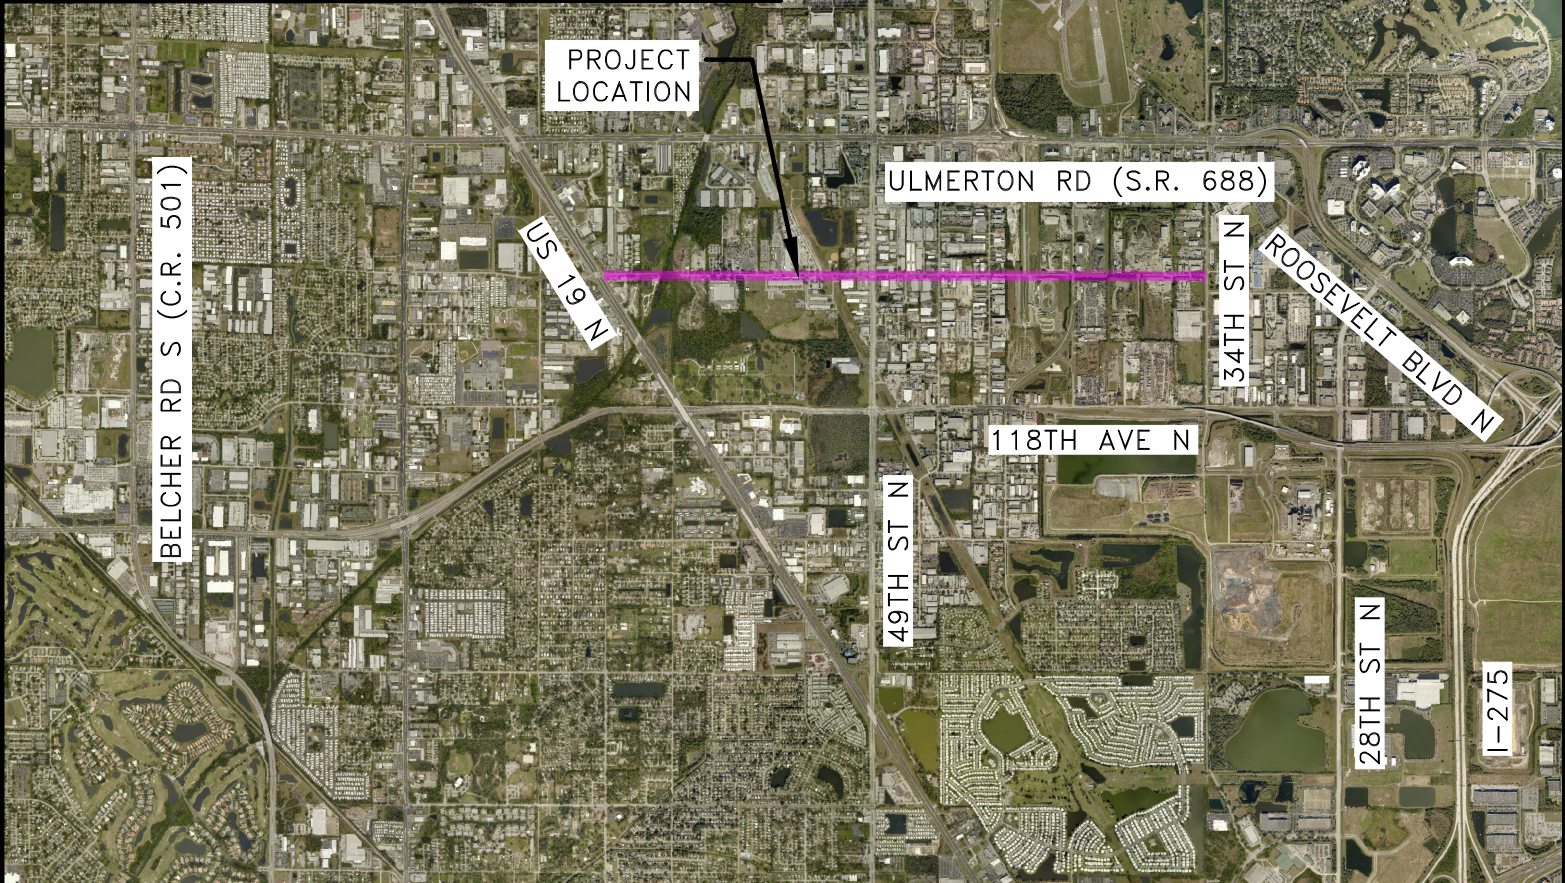 PROJECT
LOCATION
ULMERTON RD (S.R. 688)
BELCHER RD S (C.R. 501)
US 19 N
34TH ST N
ROOSEVELT BLVD N
118TH AVE N
49TH ST N
28TH ST N
I-275